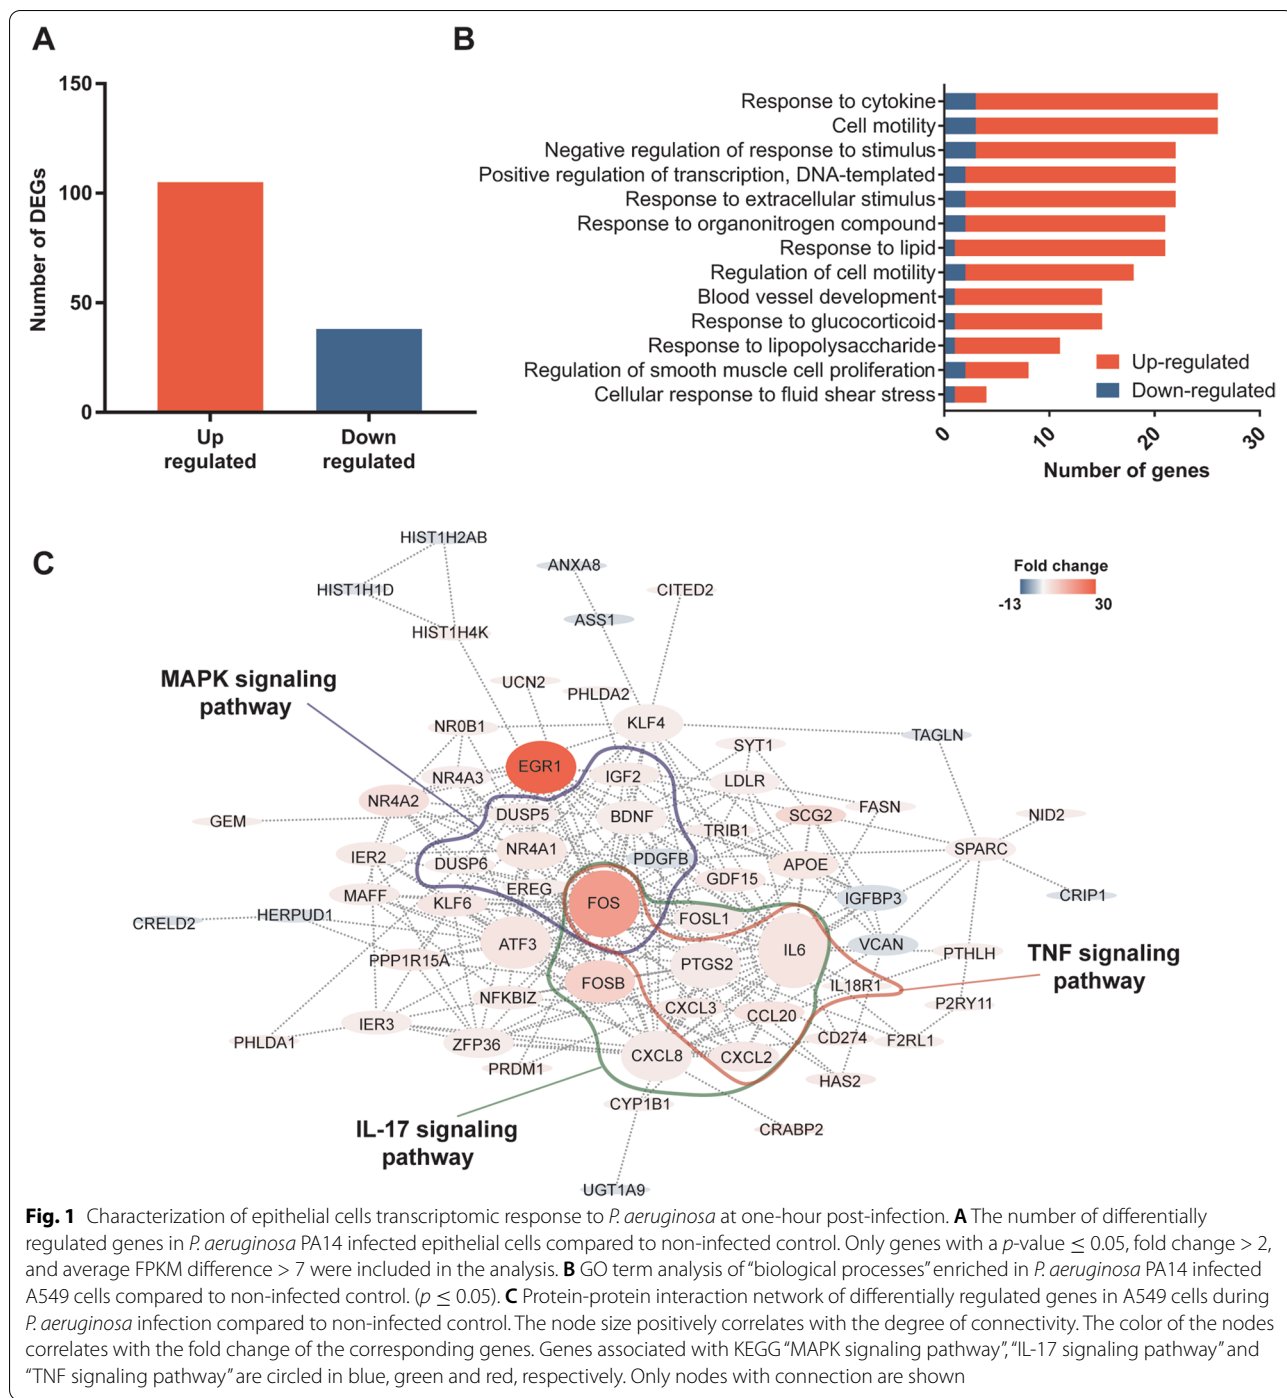 A
150
100
50
0
Number of DEGs
Up
regulated
Down
regulated
B
Response to cytokine
Cell motility
Negative regulation of response to stimulus
Positive regulation of transcription, DNA-templated
Response to extracellular stimulus
Response to organonitrogen compound
Response to lipid
Regulation of cell motility
Blood vessel development
Response to glucocorticoid
Response to lipopolysaccharide
Regulation of smooth muscle cell proliferation
Cellular response to fluid shear stress
Up-regulated
Down-regulated
0
10
20
30
Number of genes
C
Fold change
-13
30
HIST1H2AB
ANXA8
HIST1H1D
CITED2
ASS1
HIST1H4K
MAPK signaling
pathway
UCN2
PHLDA2
NR0B1
KLF4
TAGLN
SYT1
EGR1
NR4A3
IGF2
LDLR
NR4A2
FASN
DUSP5
BDNF
SCG2
NID2
GEM
TRIB1
NR4A1
SPARC
IER2
PDGFB
DUSP6
APOE
GDF15
EREG
MAFF
IGFBP3
CRIP1
KLF6
FOS
HERPUD1
FOSL1
CRELD2
ATF3
IL6
VCAN
TNF signaling
pathway
PTHLH
PPP1R15A
PTGS2
FOSB
IL18R1
NFKBIZ
P2RY11
CXCL3
CCL20
IER3
PHLDA1
ZFP36
CD274
F2RL1
CXCL8
CXCL2
PRDM1
HAS2
CYP1B1
IL-17 signaling
pathway
CRABP2
UGT1A9
Fig. 1 Characterization of epithelial cells transcriptomic response to P. aeruginosa at one-hour post-infection. A The number of differentially
regulated genes in P. aeruginosa PA14 infected epithelial cells compared to non-infected control. Only genes with a p-value ≤ 0.05, fold change > 2,
and average FPKM difference > 7 were included in the analysis. B GO term analysis of “biological processes” enriched in P. aeruginosa PA14 infected
A549 cells compared to non-infected control. (p ≤ 0.05). C Protein-protein interaction network of differentially regulated genes in A549 cells during
P. aeruginosa infection compared to non-infected control. The node size positively correlates with the degree of connectivity. The color of the nodes
correlates with the fold change of the corresponding genes. Genes associated with KEGG “MAPK signaling pathway”, “IL-17 signaling pathway” and
“TNF signaling pathway” are circled in blue, green and red, respectively. Only nodes with connection are shown